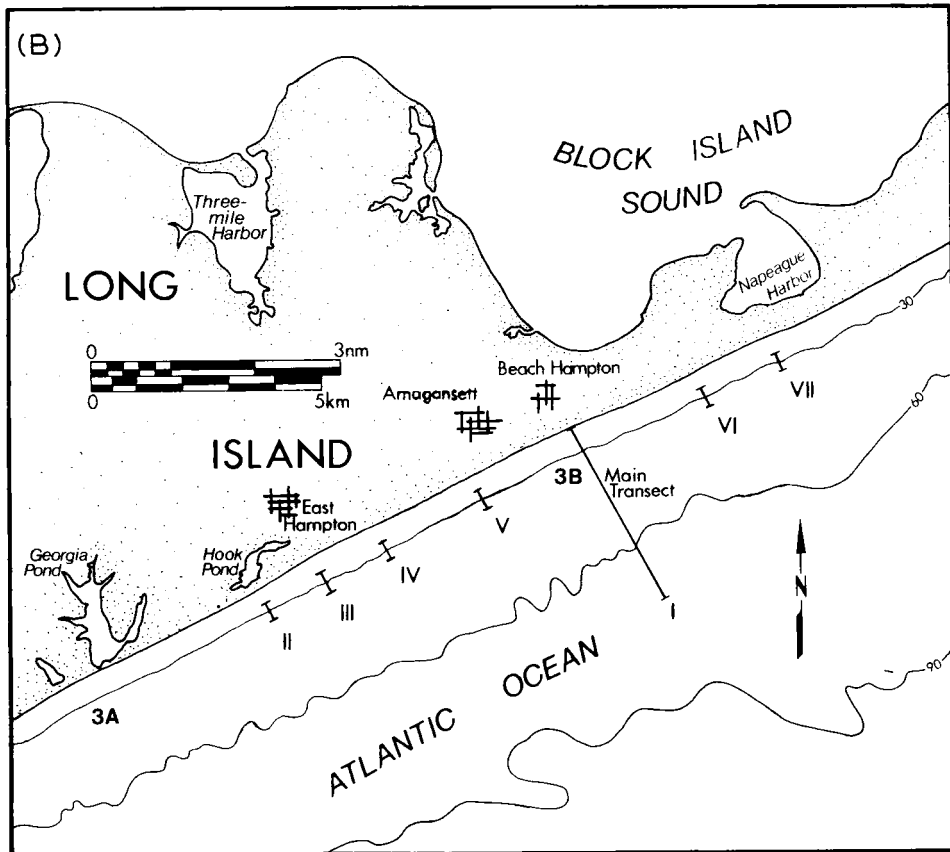 (B)
BLOCK ISLAND
SOUND
Three-
mile
Harbor
Napeague
Harbor
LONG
30
0 3nm
0 5km
Beach Hampton
Amagansett
VII
VI
60
ISLAND
3B
Main
Transect
East
Hampton
V
Georgia
Pond
Hook
Pond
IV
N
III
I
II
ATLANTIC OCEAN
90
3A